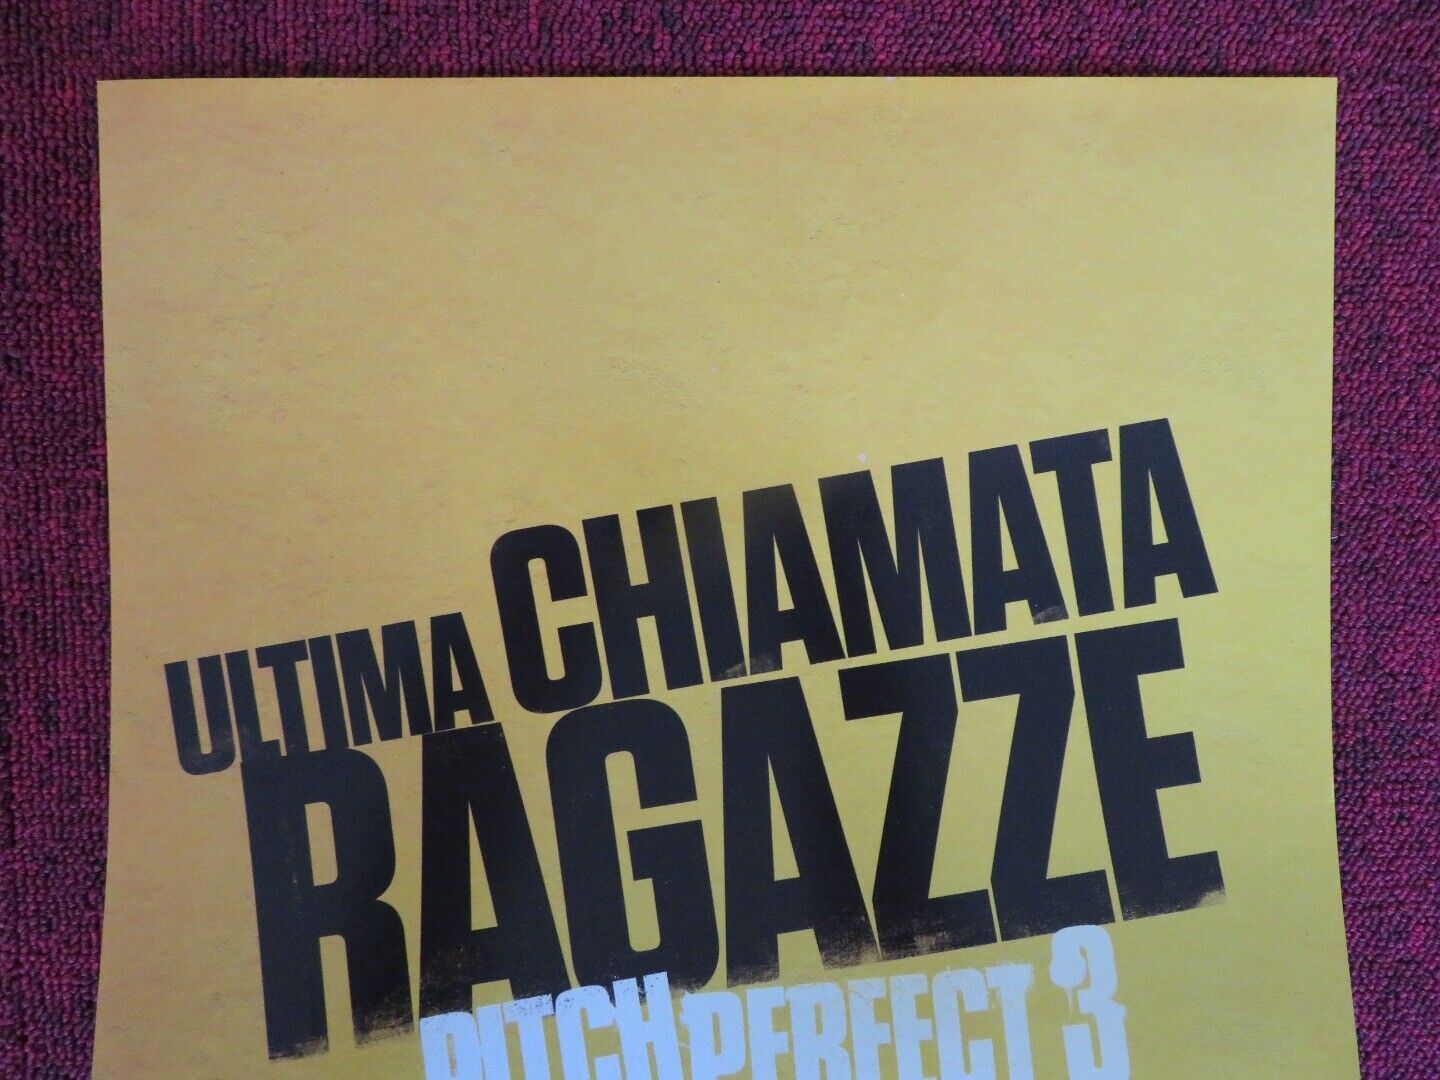 ULTIMA CHIAMATA
RAGAZZE
PITCH PERFECT 3